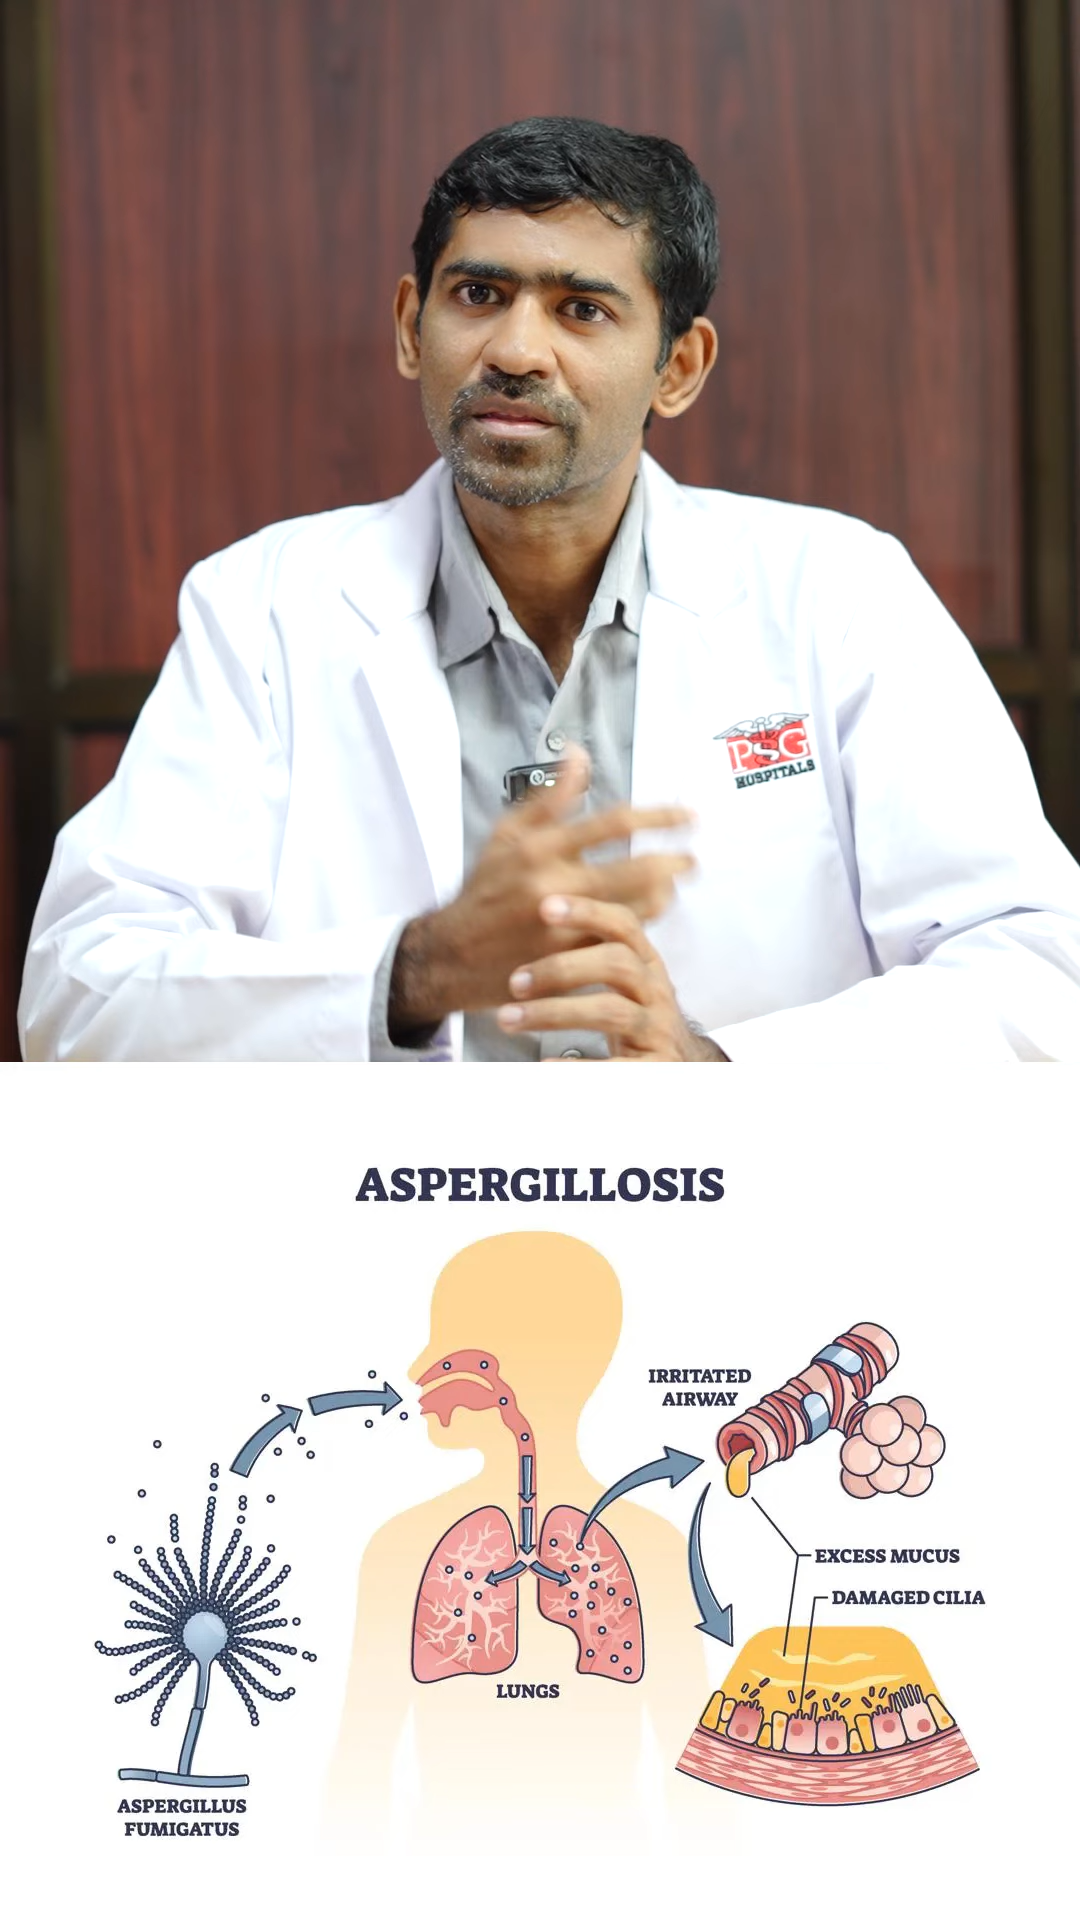 PSG
HOSPITALS
ASPERGILLOSIS
IRRITATED
AIRWAY
EXCESS MUCUS
DAMAGED CILIA
LUNGS
ASPERGILLUS
FUMIGATUS